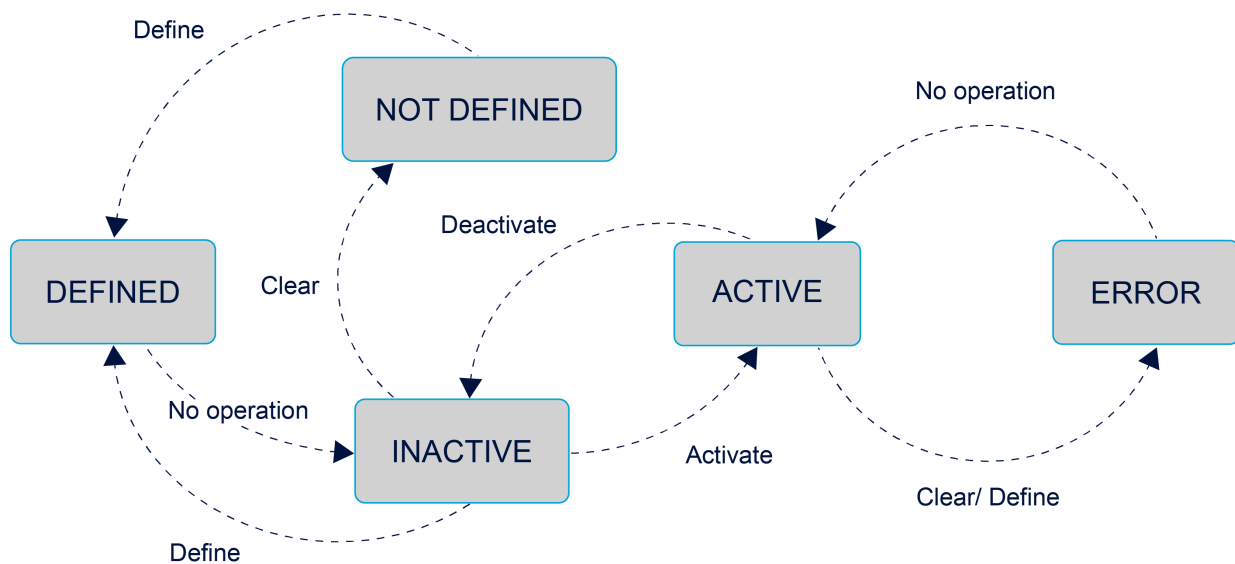 Define
NOT DEFINED
No operation
Deactivate
DEFINED
Clear
ACTIVE
ERROR
No operation
INACTIVE
Activate
Clear/ Define
Define